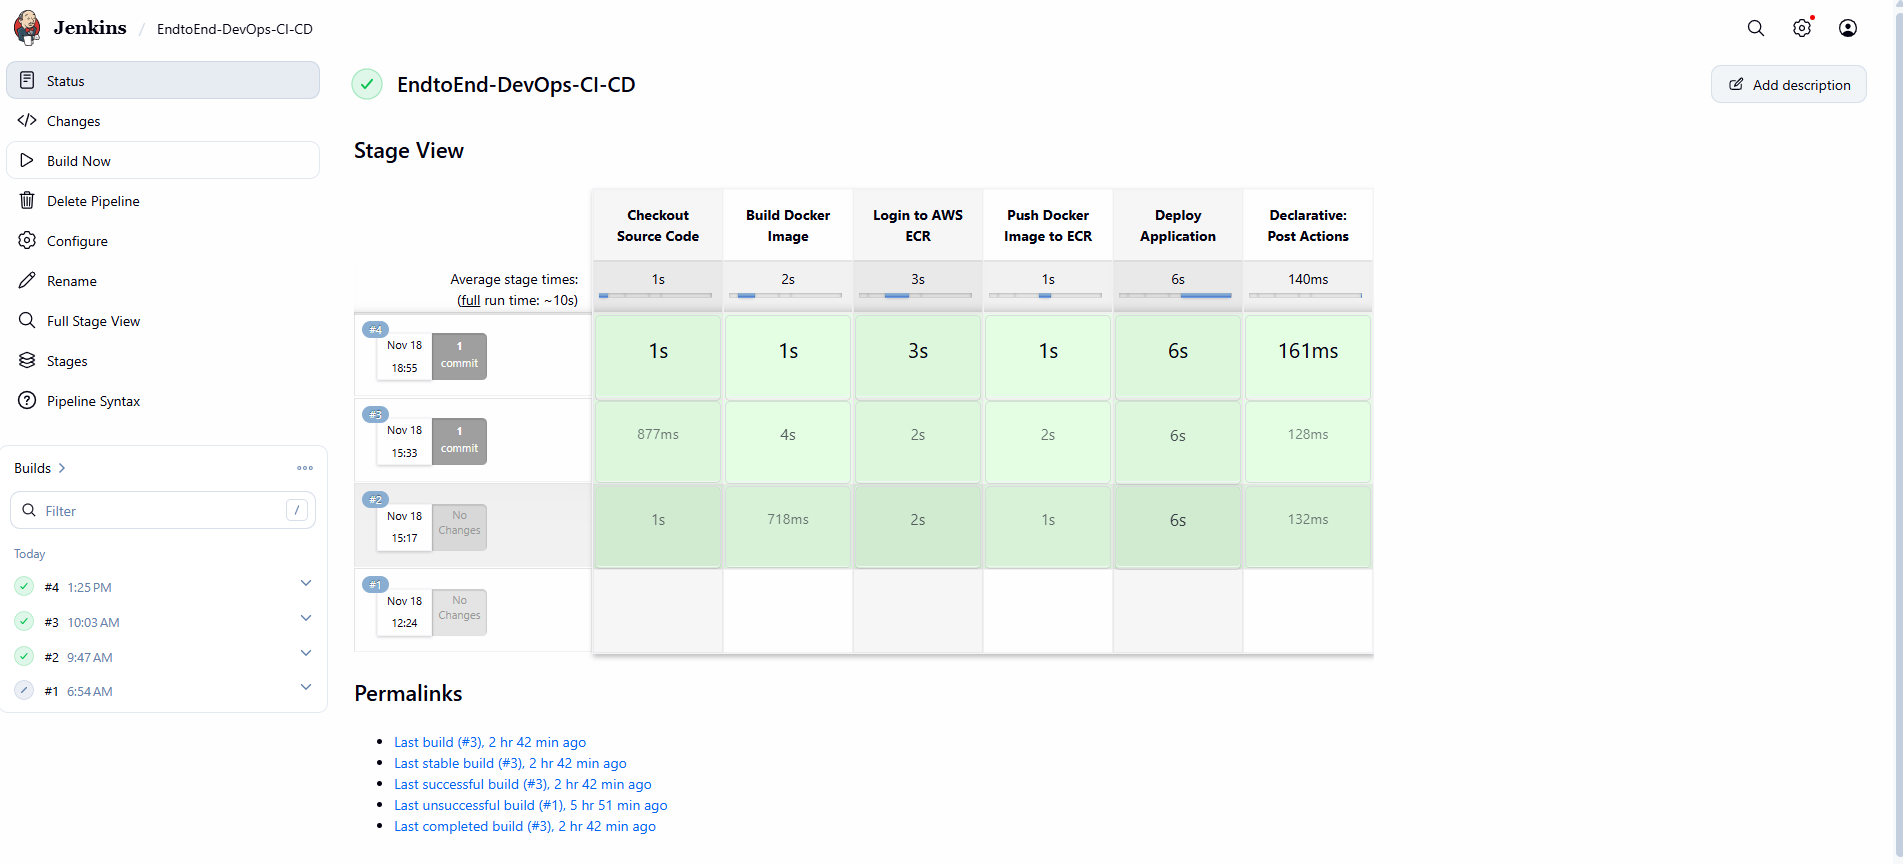 Jenkins / EndtoEnd-DevOps-CI-CD
Status
Changes
Build Now
Delete Pipeline
Configure
Rename
Full Stage View
Stages
Pipeline Syntax
Builds
Filter /
Today
#4 1:25 PM
#3 10:03 AM
#2 9:47 AM
#1 6:54 AM
EndtoEnd-DevOps-CI-CD
Add description
Stage View
Checkout
Source Code
Build Docker
Image
Login to AWS
ECR
Push Docker
Image to ECR
Deploy
Application
Declarative:
Post Actions
Average stage times:
(full run time: ~10s)
1s 2s 3s 1s 6s 140ms
#4
Nov 18
18:55
1
commit
1s 1s 3s 1s 6s 161ms
#3
Nov 18
15:33
1
commit
877ms 4s 2s 2s 6s 128ms
#2
Nov 18
15:17
No
Changes
1s 718ms 2s 1s 6s 132ms
#1
Nov 18
12:24
No
Changes
Permalinks
Last build (#3), 2 hr 42 min ago
Last stable build (#3), 2 hr 42 min ago
Last successful build (#3), 2 hr 42 min ago
Last unsuccessful build (#1), 5 hr 51 min ago
Last completed build (#3), 2 hr 42 min ago